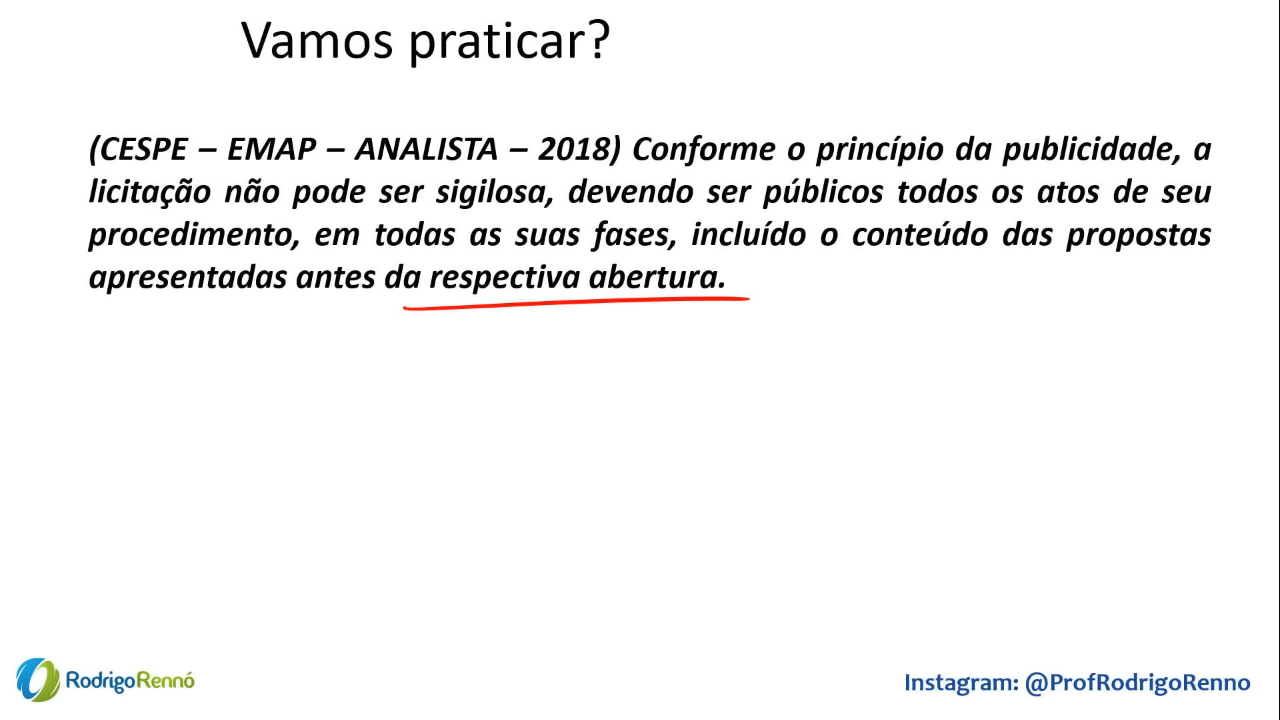 Vamos praticar?
(CESPE – EMAP – ANALISTA – 2018) Conforme o princípio da publicidade, a
licitação não pode ser sigilosa, devendo ser públicos todos os atos de seu
procedimento, em todas as suas fases, incluído o conteúdo das propostas
apresentadas antes da respectiva abertura.
RodrigoRennó
Instagram: @ProfRodrigoRenno